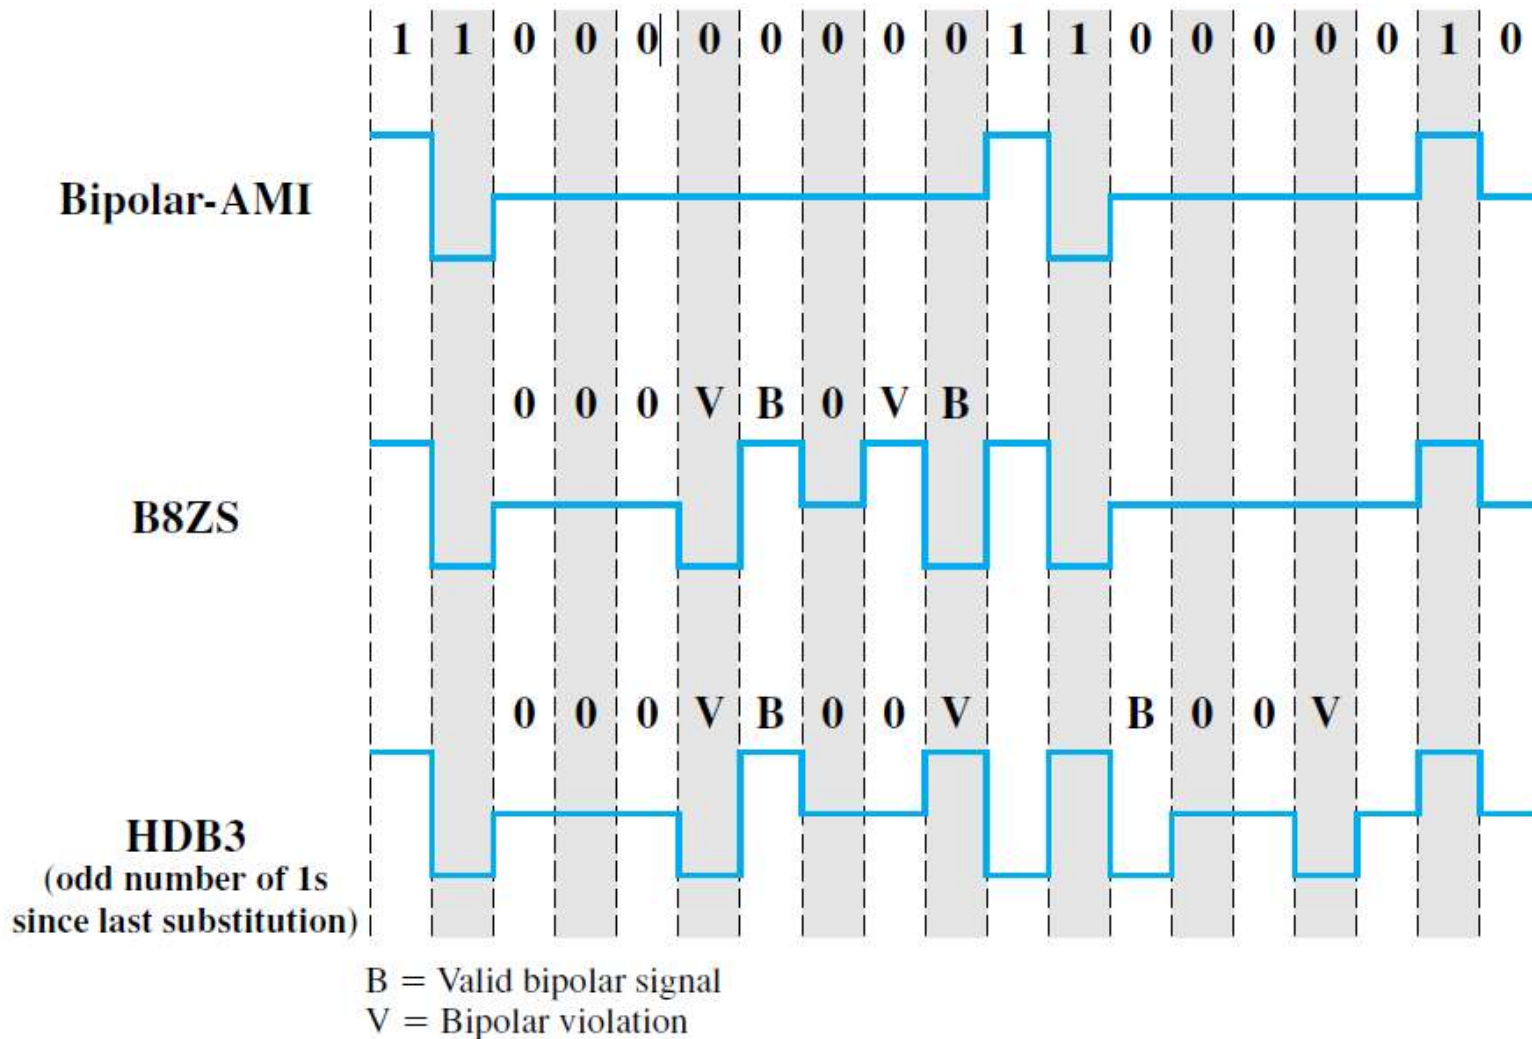 1 1 0 0 0 0 0 0 0 0 1 1 0 0 0 0 0 1 0
Bipolar-AMI
0 0 0 V B 0 V B
B8ZS
0 0 0 V B 0 0 V B 0 0 V
HDB3
(odd number of 1s
since last substitution)
B = Valid bipolar signal
V = Bipolar violation